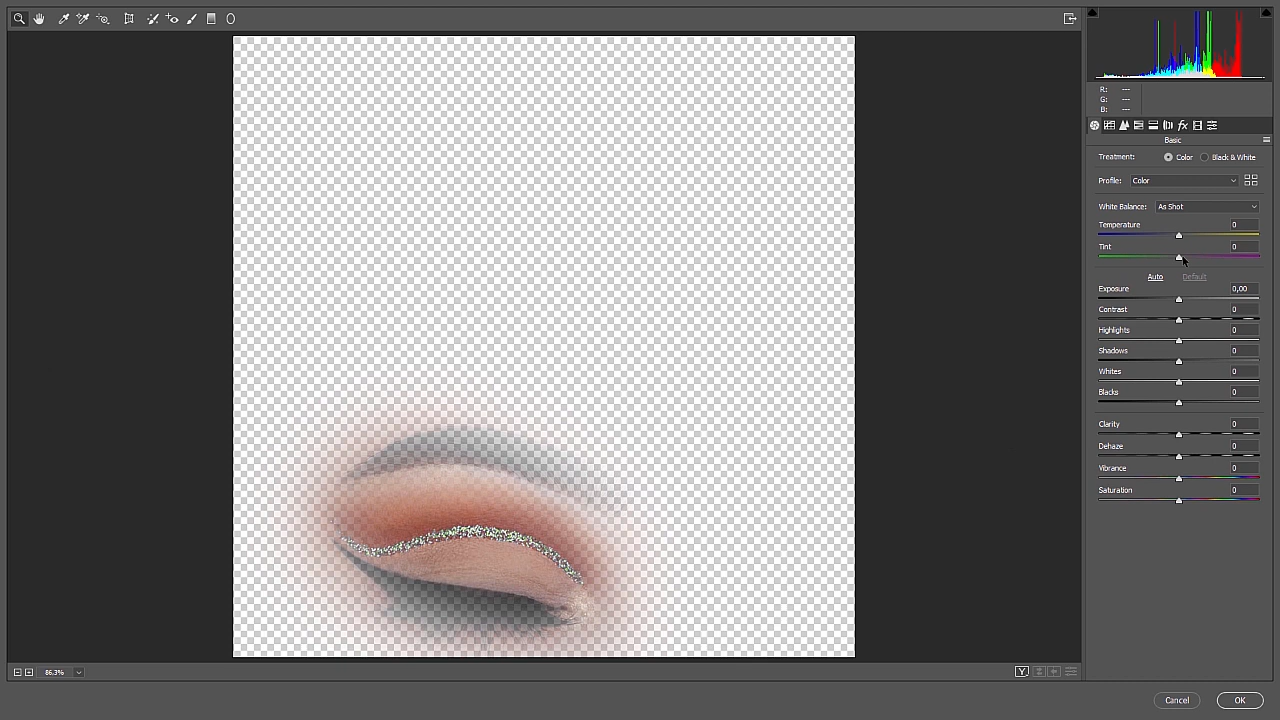 R: ---
G: ---
B: ---
fx
Basic
Treatment: Color Black & White
Profile: Color
White Balance: As Shot
Temperature 0
Tint 0
Auto Default
Exposure 0,00
Contrast 0
Highlights 0
Shadows 0
Whites 0
Blacks 0
Clarity 0
Dehaze 0
Vibrance 0
Saturation 0
86.3% Y
Cancel OK